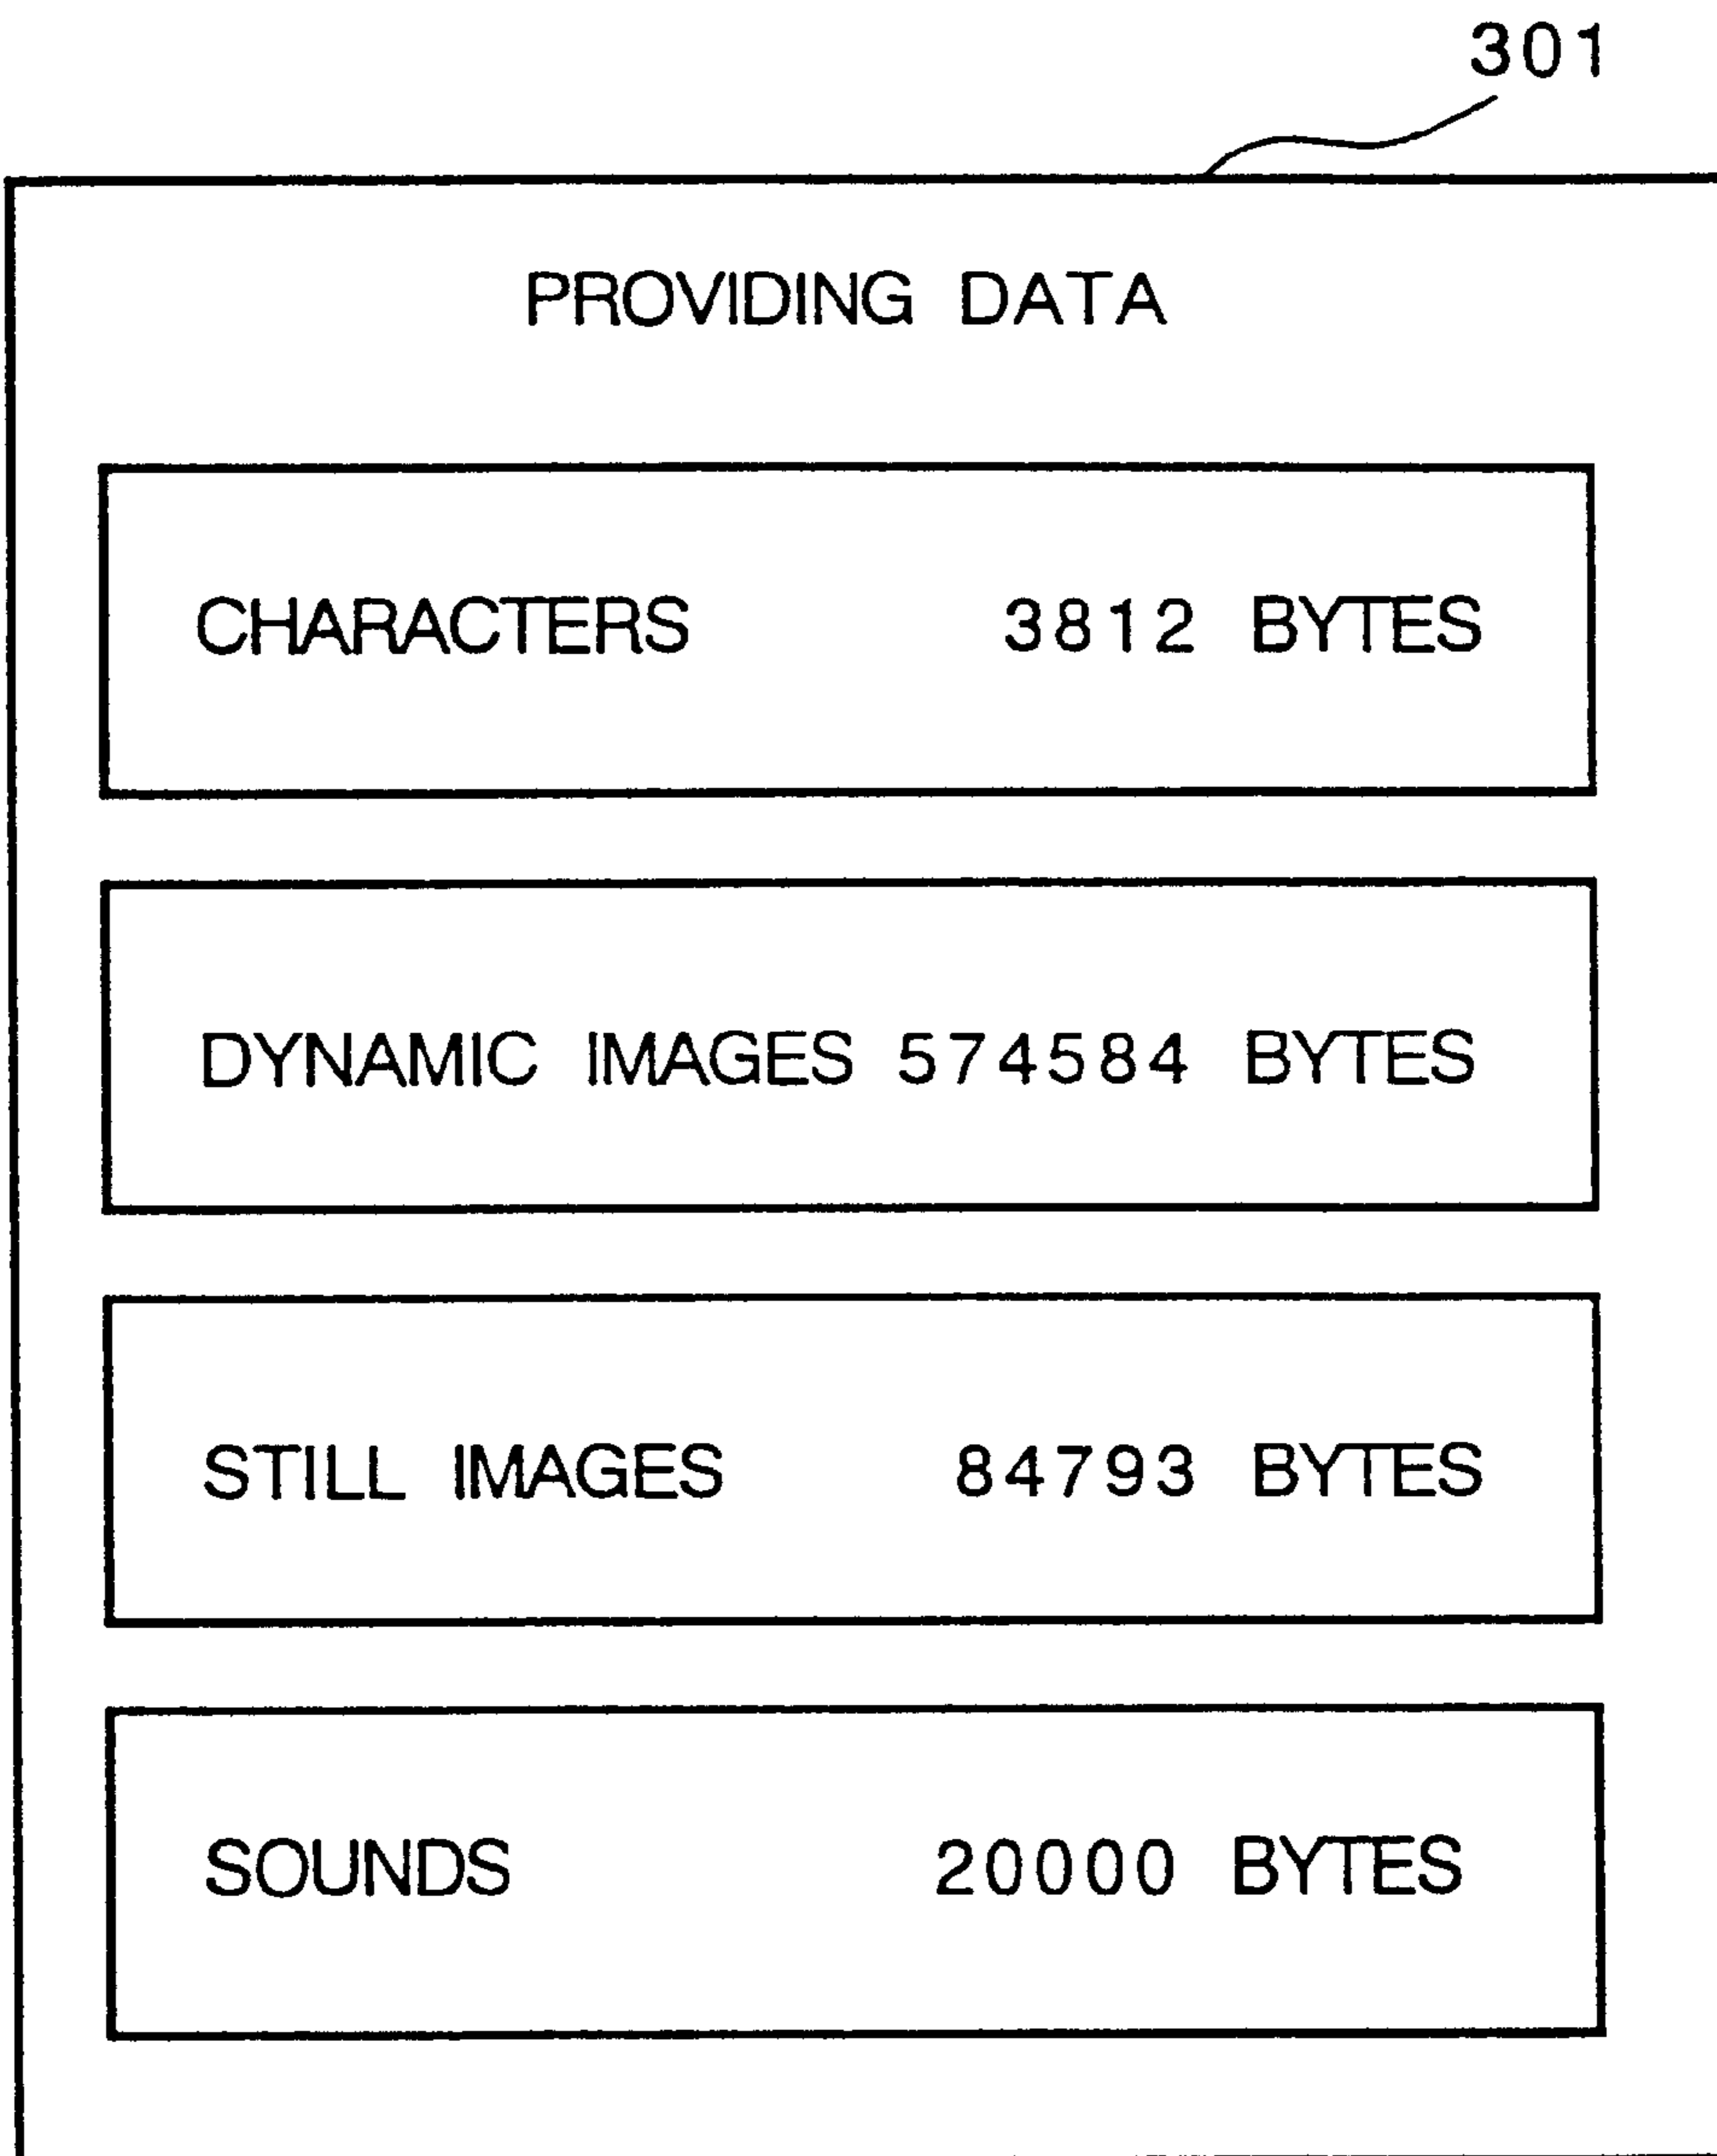 301
PROVIDING DATA
CHARACTERS 3812 BYTES
DYNAMIC IMAGES 574584 BYTES
STILL IMAGES 84793 BYTES
SOUNDS 20000 BYTES